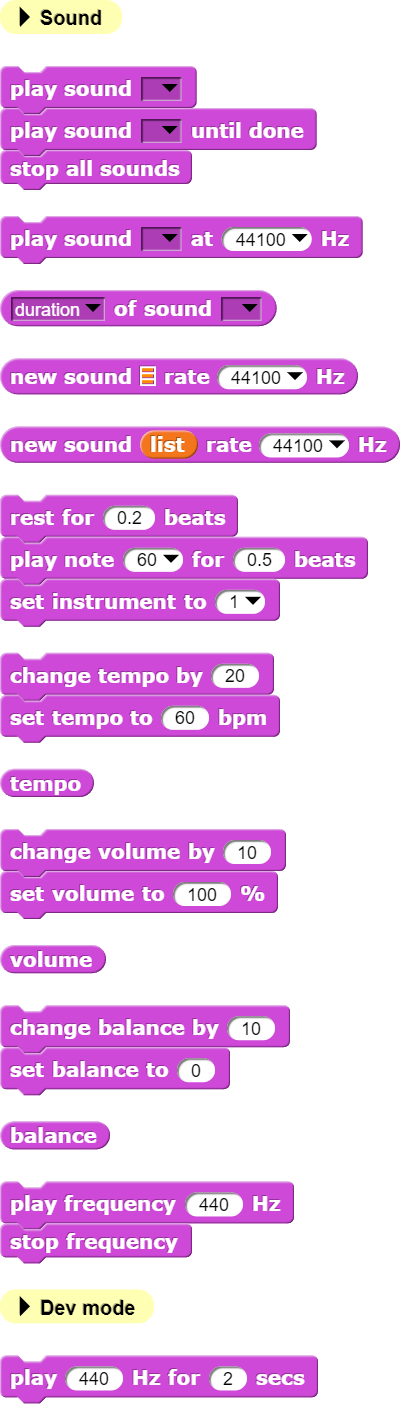 Sound
play sound
play sound until done
stop all sounds
play sound at 44100 Hz
duration of sound
new sound rate 44100 Hz
new sound list rate 44100 Hz
rest for 0.2 beats
play note 60 for 0.5 beats
set instrument to 1
change tempo by 20
set tempo to 60 bpm
tempo
change volume by 10
set volume to 100 %
volume
change balance by 10
set balance to 0
balance
play frequency 440 Hz
stop frequency
Dev mode
play 440 Hz for 2 secs